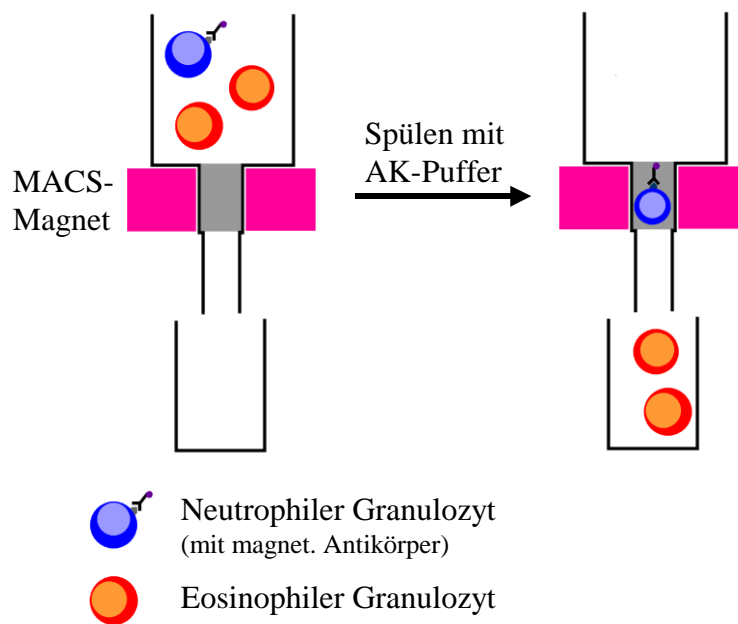 Spülen mit
AK-Puffer
MACS-
Magnet
Neutrophiler Granulozyt
(mit magnet. Antikörper)
Eosinophiler Granulozyt